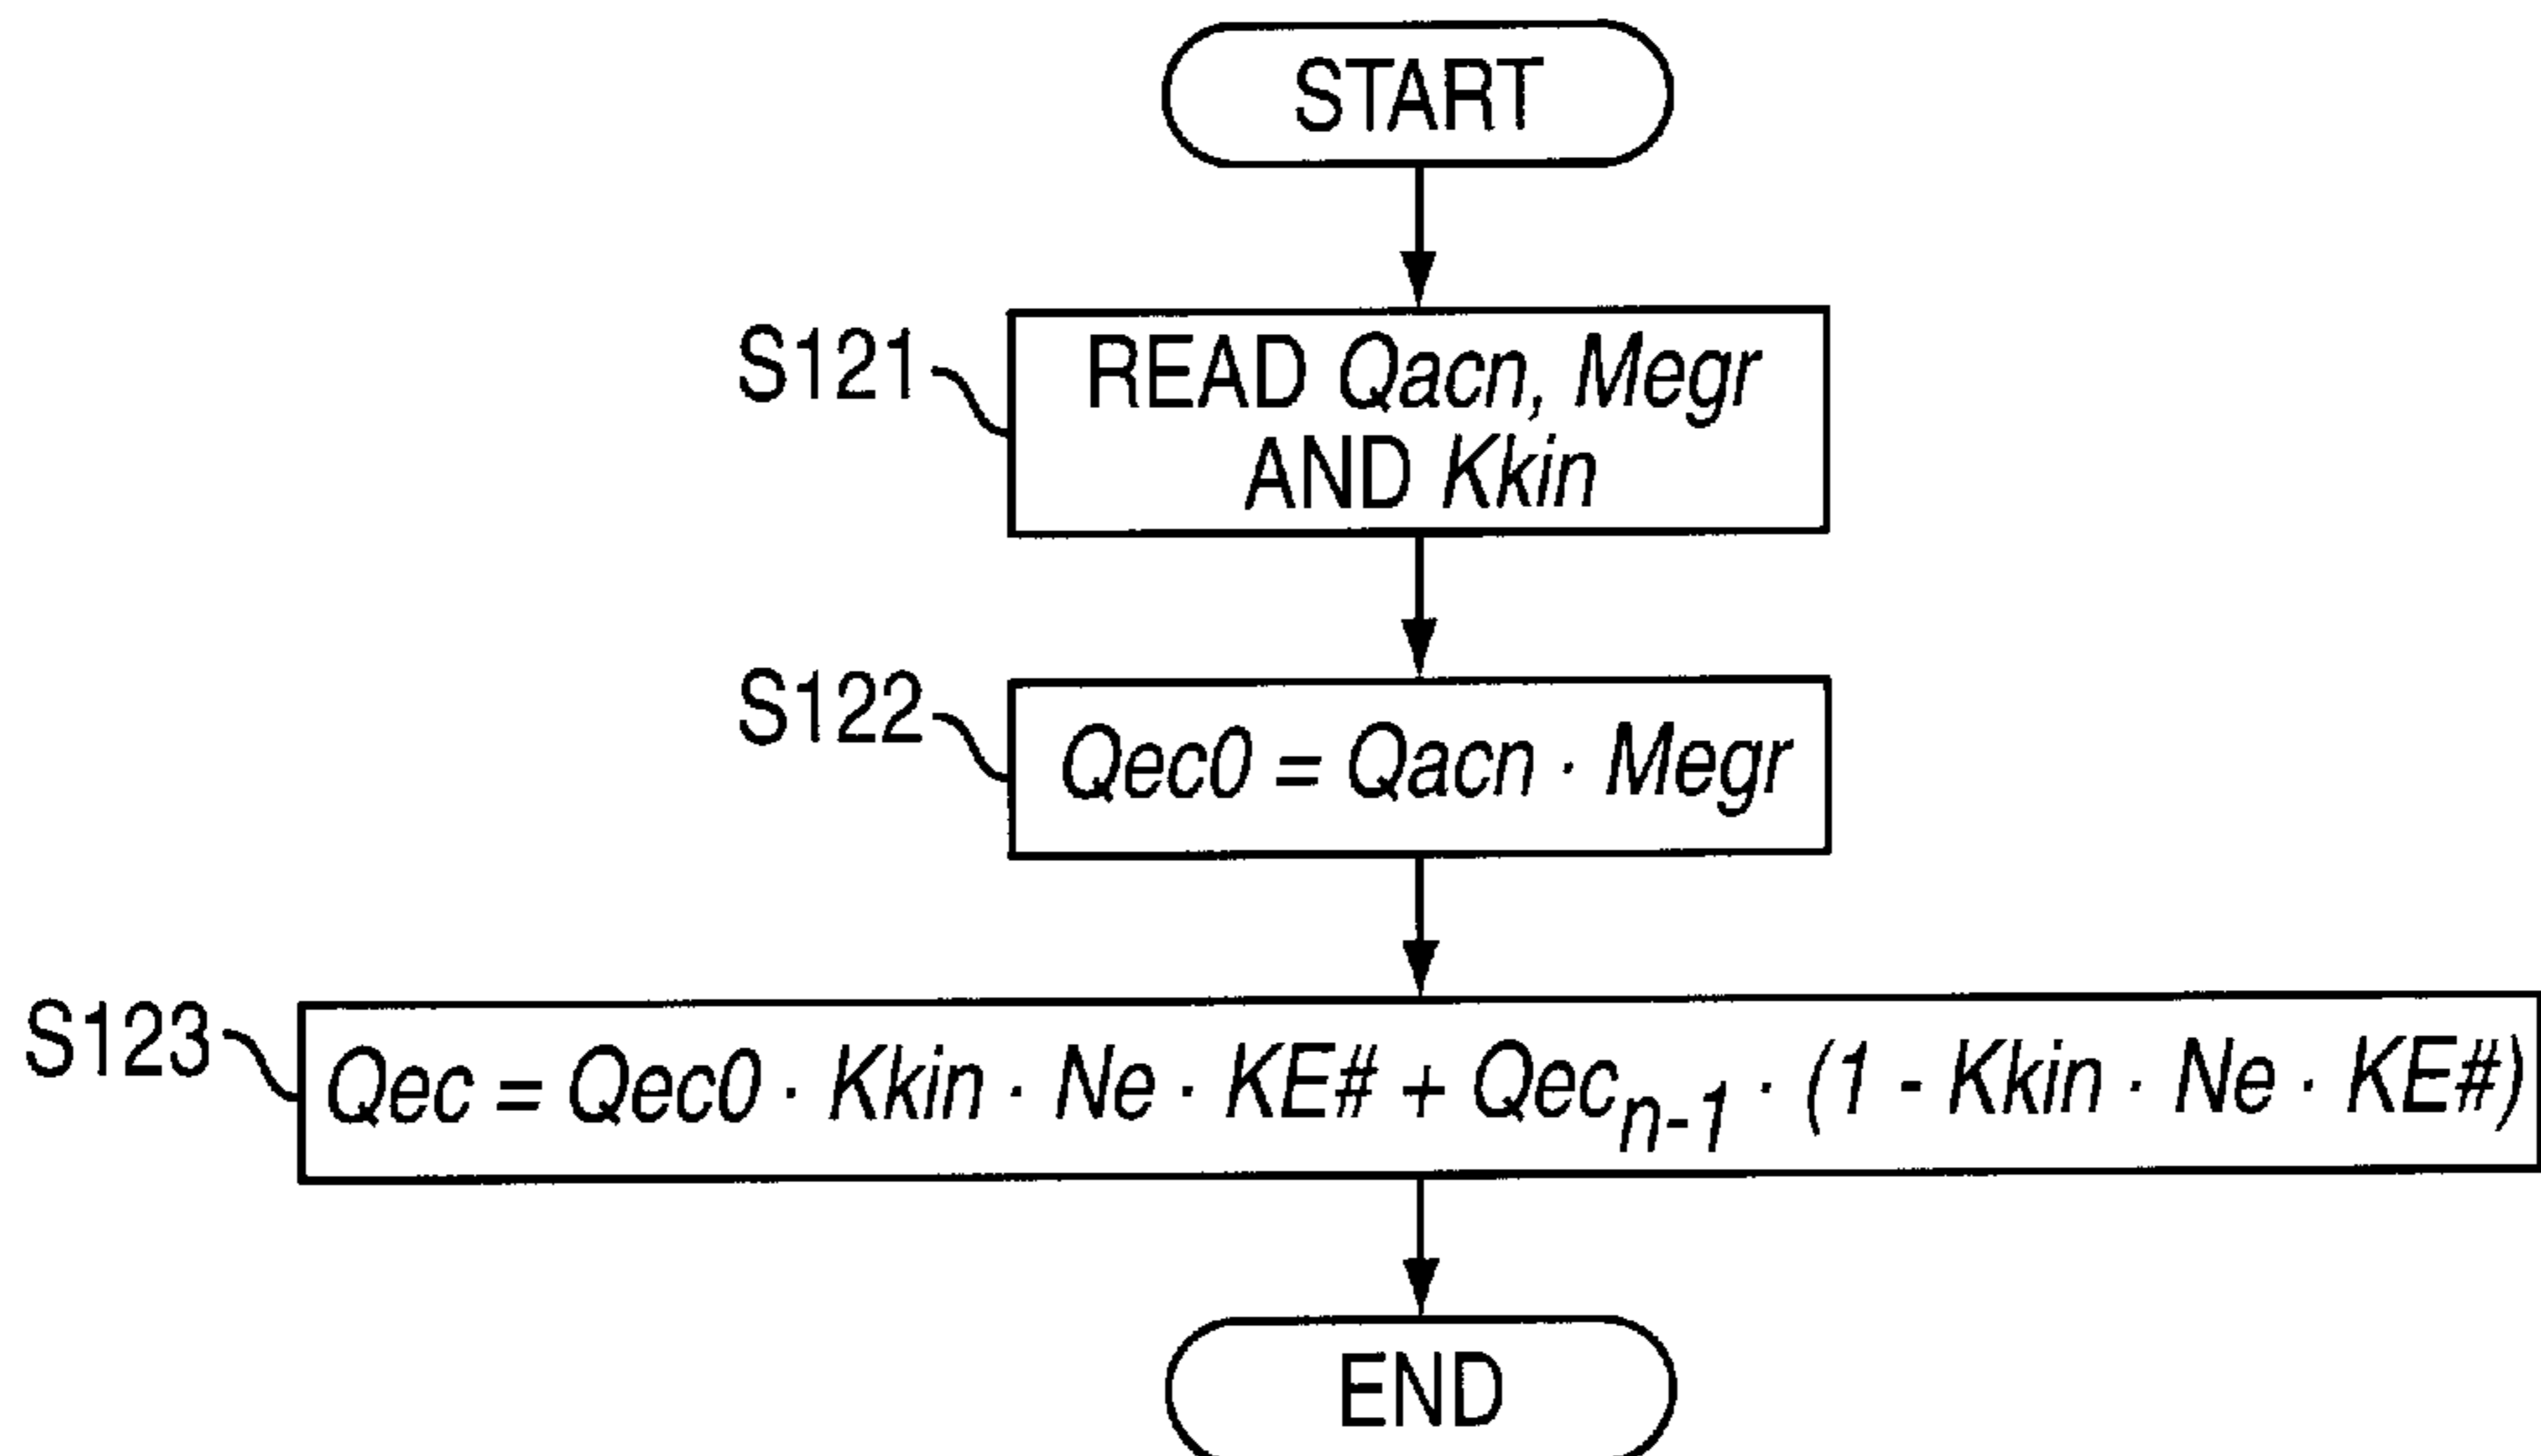 START
S121
READ Qacn, Megr
AND Kkin
S122
Qec0 = Qacn · Megr
S123
Qec = Qec0 · Kkin · Ne · KE# + Qecn-1 · (1 - Kkin · Ne · KE#)
END